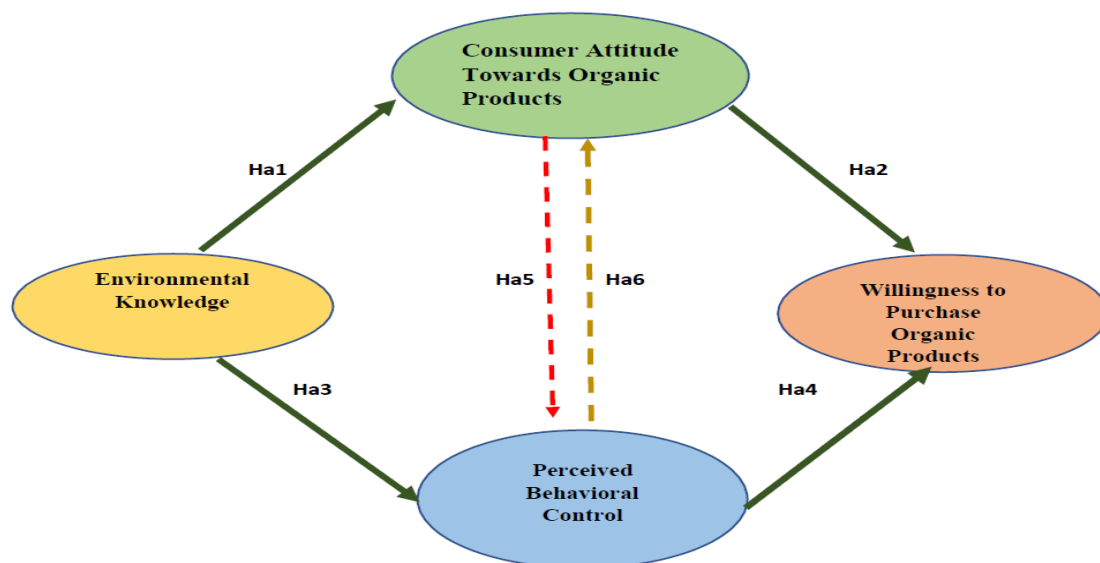 Consumer Attitude
Towards Organic
Products
Ha1
Ha2
Environmental
Knowledge
Ha5
Ha6
Willingness to
Purchase
Organic
Products
Ha3
Ha4
Perceived
Behavioral
Control